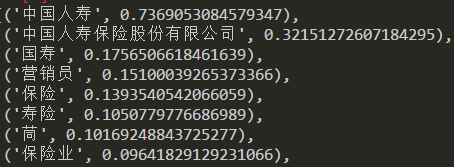 ('中国人寿', 0.7369053084579347),
('中国人寿保险股份有限公司', 0.32151272607184295),
('国寿', 0.1756506618461639),
('营销员', 0.15100039265373366),
('保险', 0.1393540542066059),
('寿险', 0.1050779776686989),
('苘', 0.10169248843725277),
('保险业', 0.09641829129231066),